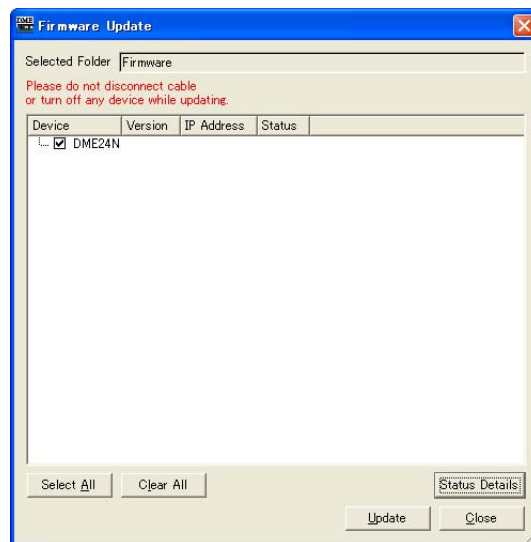 DME Firmware Update
Selected Folder Firmware
Please do not disconnect cable
or turn off any device while updating.
Device Version IP Address Status
DME24N
Select All Clear All Status Details
Update Close